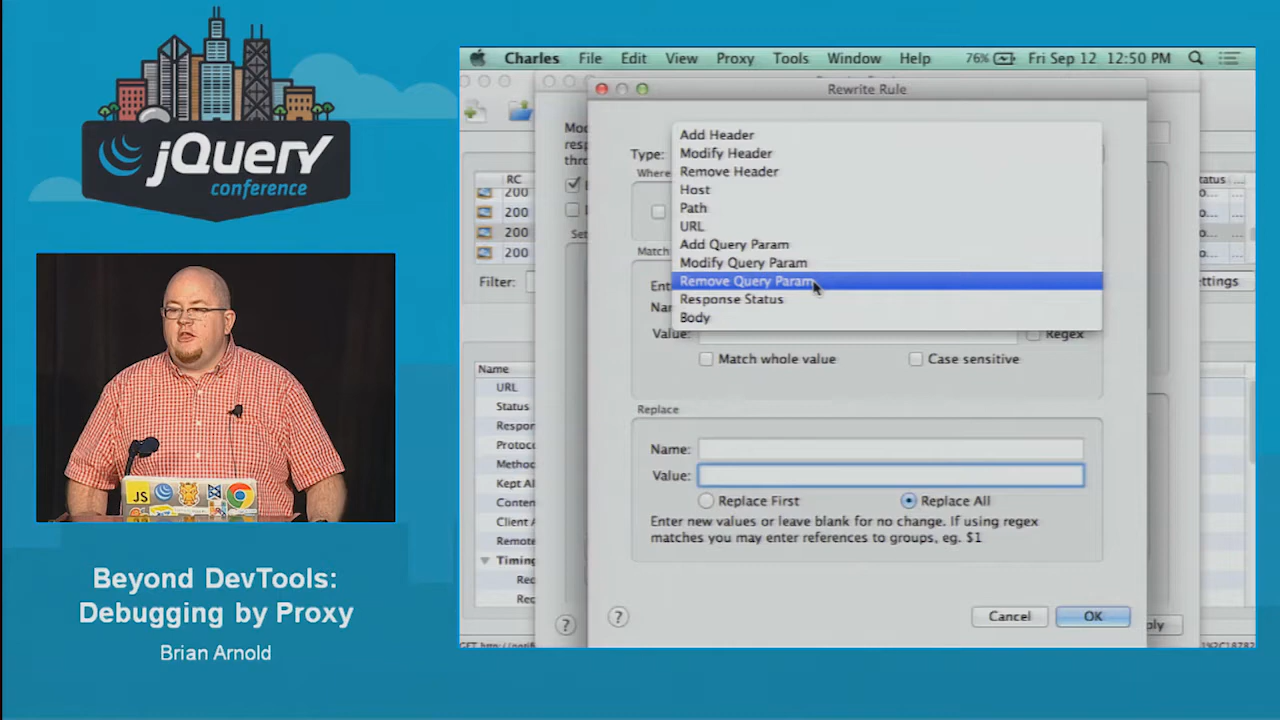 jQuery
conference
Beyond DevTools:
Debugging by Proxy
Brian Arnold
JS
Charles File Edit View Proxy Tools Window Help 76% Fri Sep 12 12:50 PM
Rewrite Rule
Type:
Where
Add Header
Modify Header
Remove Header
Host
Path
URL
Add Query Param
Modify Query Param
Remove Query Param
Response Status
Body
Match
Value: Regex
Match whole value Case sensitive
Replace
Name:
Value:
Replace First Replace All
Enter new values or leave blank for no change. If using regex
matches you may enter references to groups, eg. $1
? Cancel OK
RC
200
200
200
200
Filter:
Name
URL
Status
Method
?